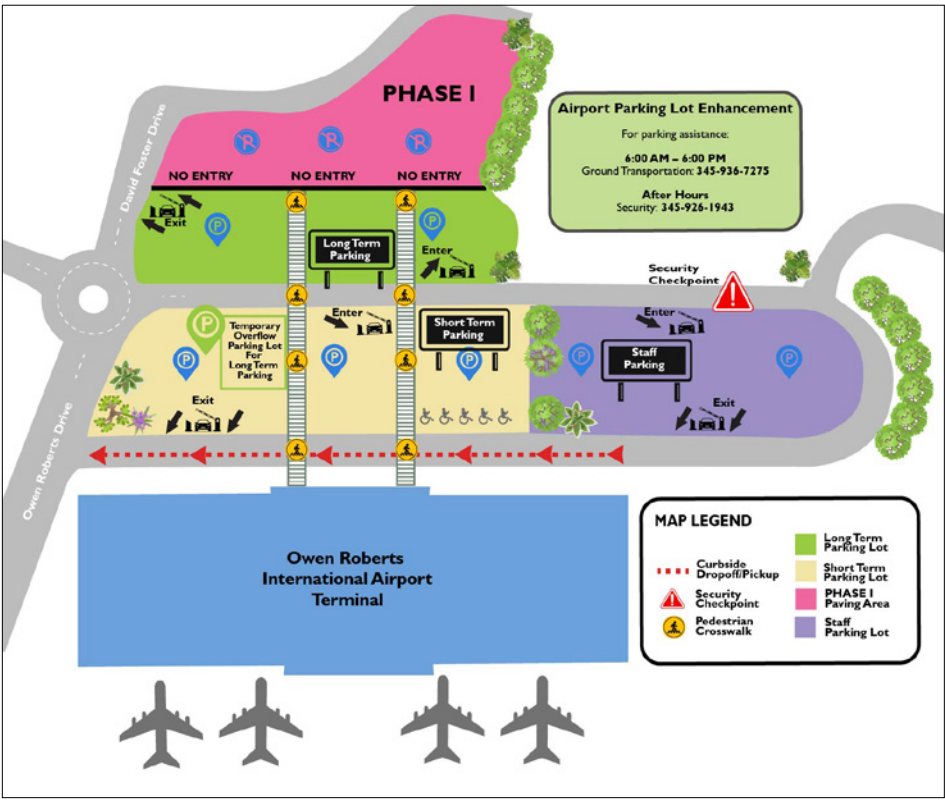 PHASE I
Airport Parking Lot Enhancement
For parking assistance:
6:00 AM – 6:00 PM
Ground Transportation: 345-936-7275
After Hours
Security: 345-926-1943
David Foster Drive
NO ENTRY
NO ENTRY
NO ENTRY
Exit
P
Long Term
Parking
P
Enter
Security
Checkpoint
P
Temporary
Overflow
Parking Lot
For
Long Term
Parking
P
Enter
P
Short Term
Parking
P
Enter
P
Staff
Parking
P
Exit
Exit
Owen Roberts Drive
Owen Roberts
International Airport
Terminal
MAP LEGEND
Curbside
Dropoff/Pickup
Security
Checkpoint
Pedestrian
Crosswalk
Long Term
Parking Lot
Short Term
Parking Lot
PHASE I
Paving Area
Staff
Parking Lot